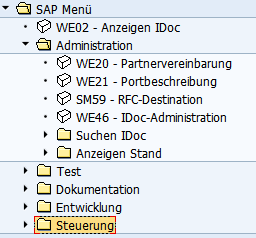 SAP Menü
WE02 - Anzeigen IDoc
Administration
WE20 - Partnervereinbarung
WE21 - Portbeschreibung
SM59 - RFC-Destination
WE46 - IDoc-Administration
Suchen IDoc
Anzeigen Stand
Test
Dokumentation
Entwicklung
Steuerung